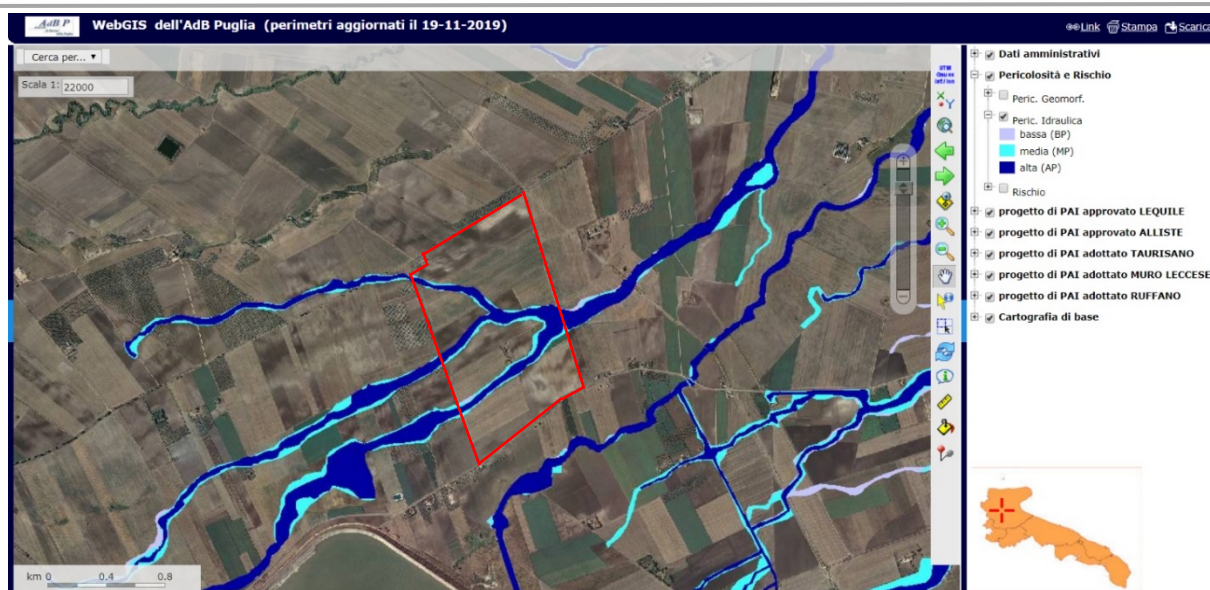 AdB P
WebGIS dell'AdB Puglia (perimetri aggiornati il 19-11-2019)
Link Stampa Scarica
Cerca per...
Scala 1: 22000
km 0 0.4 0.8
Dati amministrativi
Pericolosità e Rischio
Peric. Geomorf.
Peric. Idraulica
bassa (BP)
media (MP)
alta (AP)
Rischio
progetto di PAI approvato LEQUILE
progetto di PAI approvato ALLISTE
progetto di PAI adottato TAURISANO
progetto di PAI adottato MURO LECCESE
progetto di PAI adottato RUFFANO
Cartografia di base